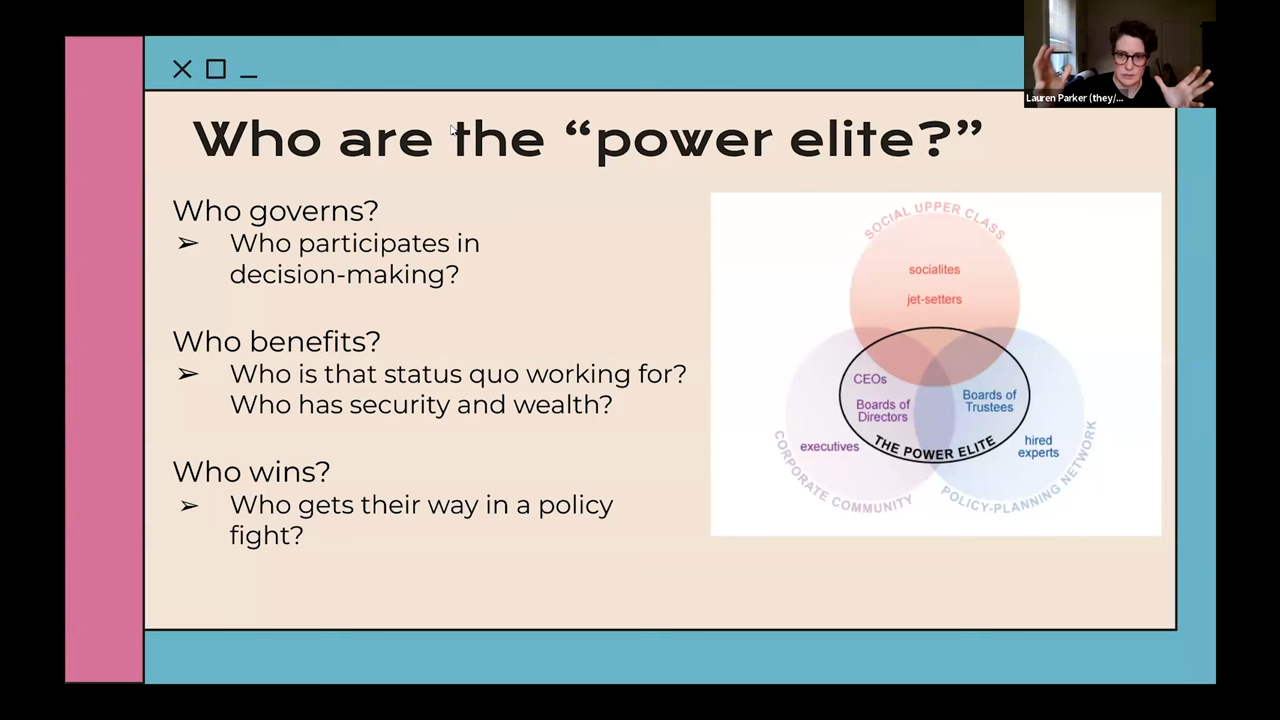 Lauren Parker (they/...
Who are the “power elite?”
Who governs?
➢ Who participates in
decision-making?
Who benefits?
➢ Who is that status quo working for?
Who has security and wealth?
Who wins?
➢ Who gets their way in a policy
fight?
SOCIAL UPPER CLASS
socialites
jet-setters
CEOs
Boards of
Directors
Boards of
Trustees
executives
THE POWER ELITE
hired
experts
CORPORATE COMMUNITY
POLICY-PLANNING NETWORK